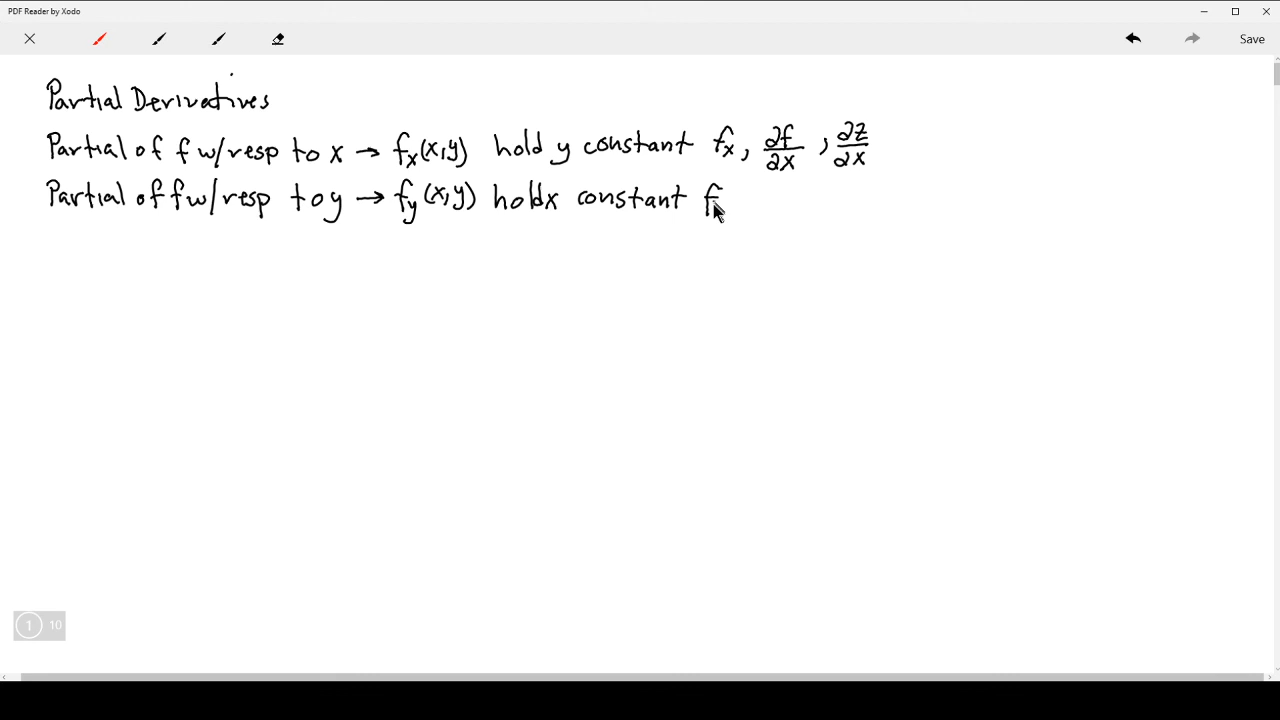 PDF Reader by Xodo
Save
Partial Derivatives
Partial of f w/resp to x → fₓ(x,y) hold y constant fₓ, ∂f/∂x, ∂z/∂x
Partial of f w/resp to y → f_y(x,y) hold x constant f
1 10